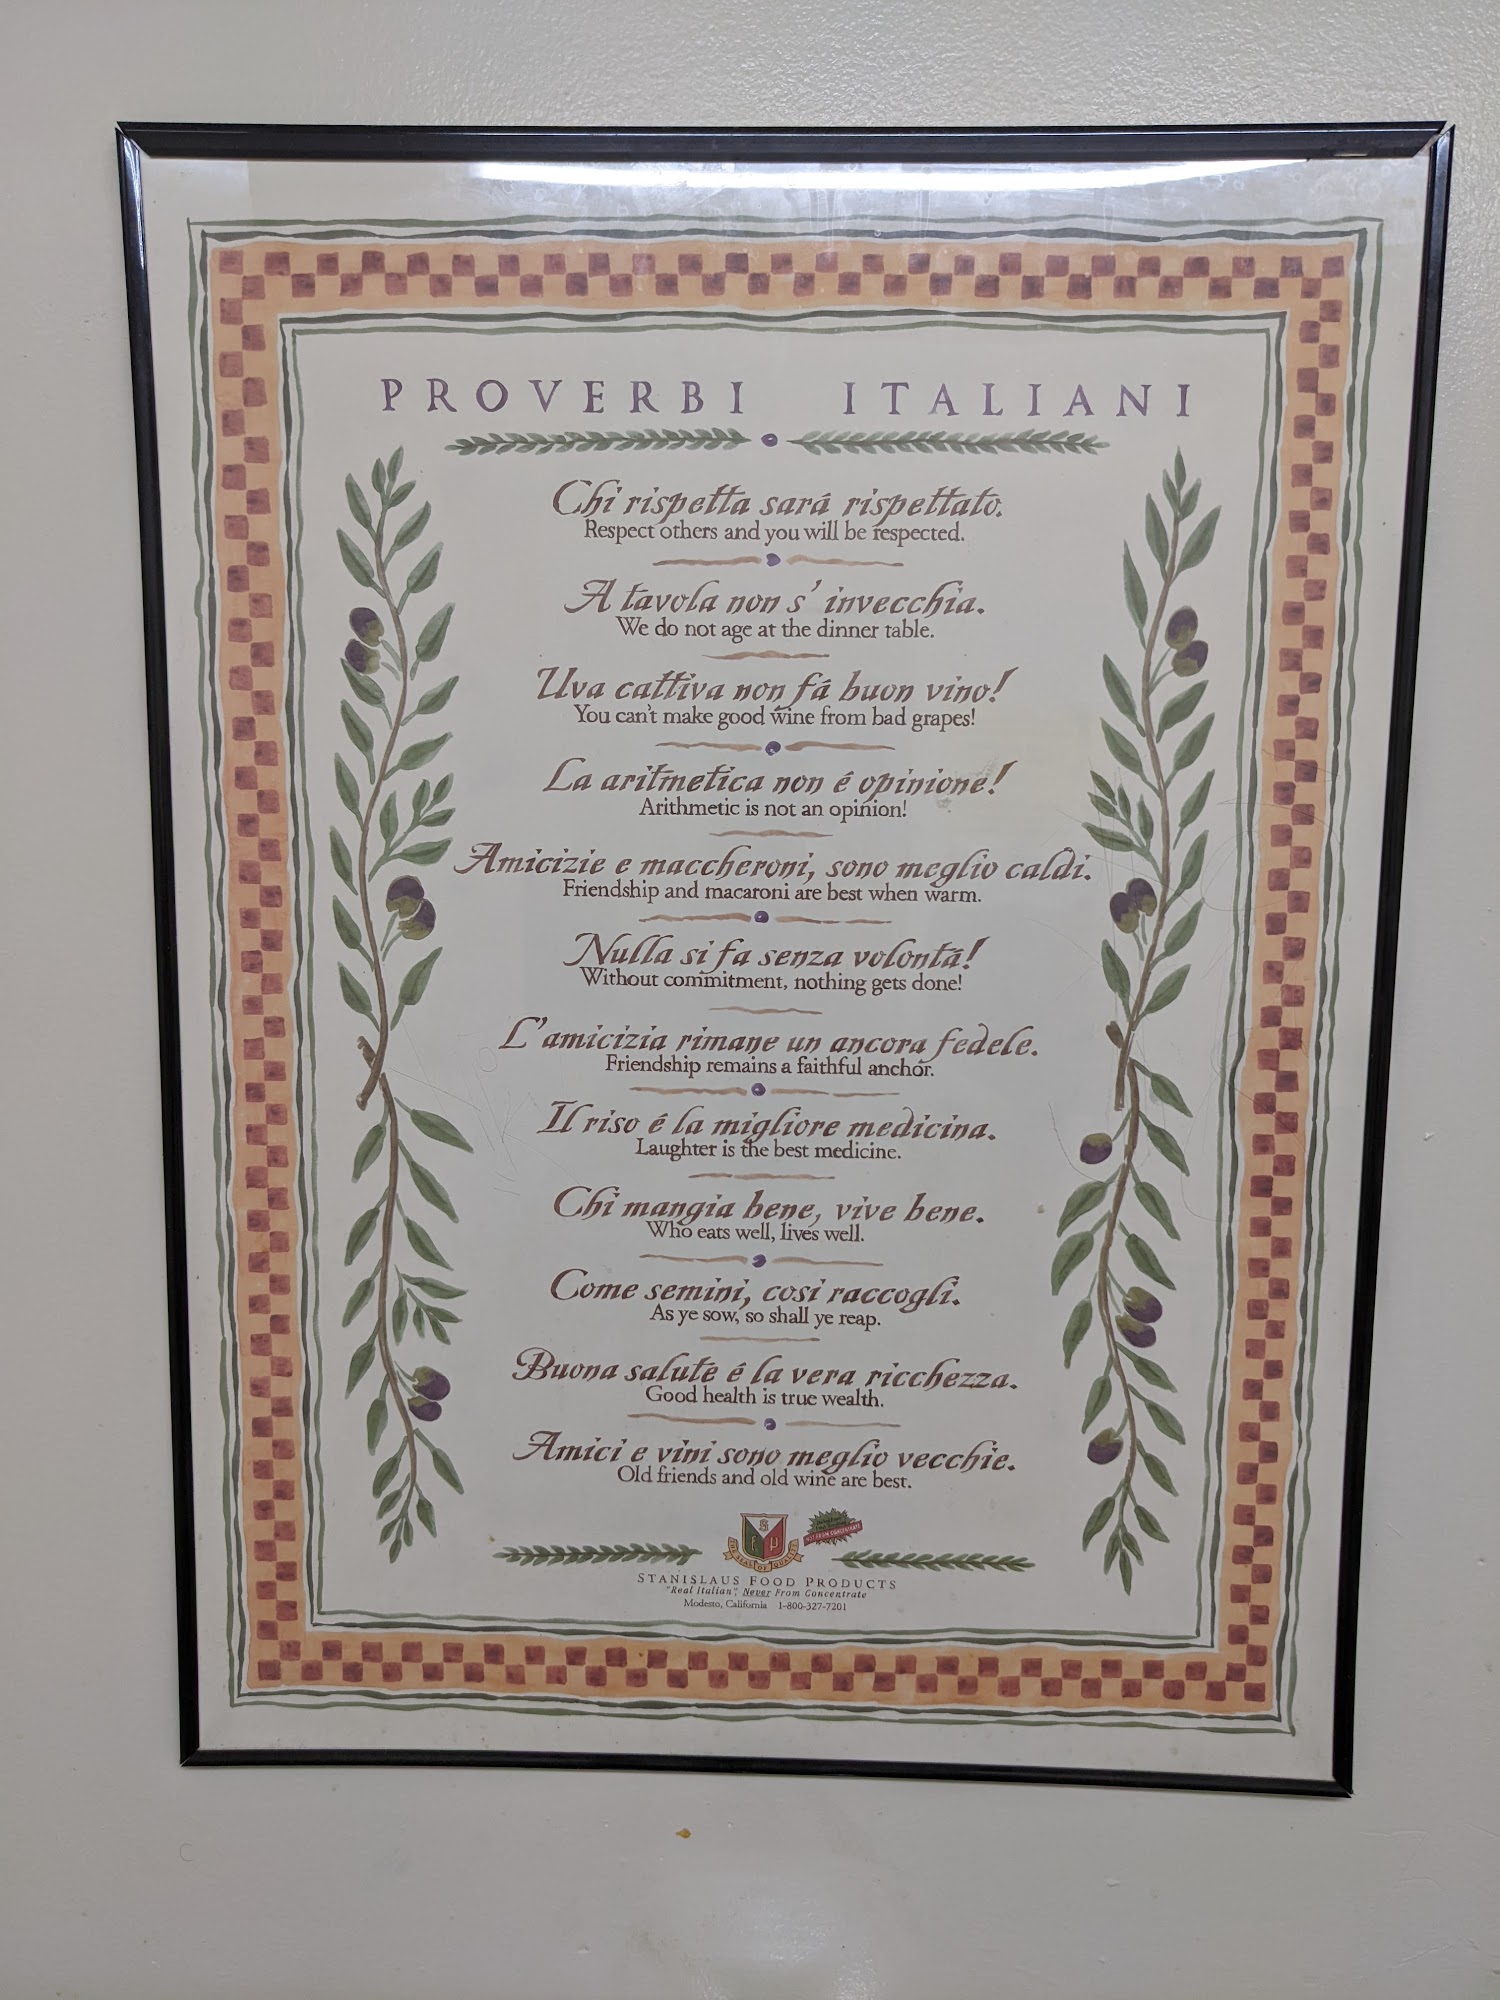 PROVERBI ITALIANI
Chi rispetta sará rispettato.
Respect others and you will be respected.
A tavola non s' invecchia.
We do not age at the dinner table.
Uva cattiva non fá buon vino!
You can't make good wine from bad grapes!
La aritmetica non é opinione!
Arithmetic is not an opinion!
Amicizie e maccheroni, sono meglio caldi.
Friendship and macaroni are best when warm.
Nulla si fa senza volontá!
Without commitment, nothing gets done!
L'amicizia rimane un ancora fedele.
Friendship remains a faithful anchor.
Il riso é la migliore medicina.
Laughter is the best medicine.
Chi mangia bene, vive bene.
Who eats well, lives well.
Come semini, cosi raccogli.
As ye sow, so shall ye reap.
Buona salute é la vera ricchezza.
Good health is true wealth.
Amici e vini sono meglio vecchie.
Old friends and old wine are best.
S F P
THE SEAL OF QUALITY
NOT FROM CONCENTRATE
STANISLAUS FOOD PRODUCTS
"Real Italian", Never From Concentrate
Modesto, California 1-800-327-7201